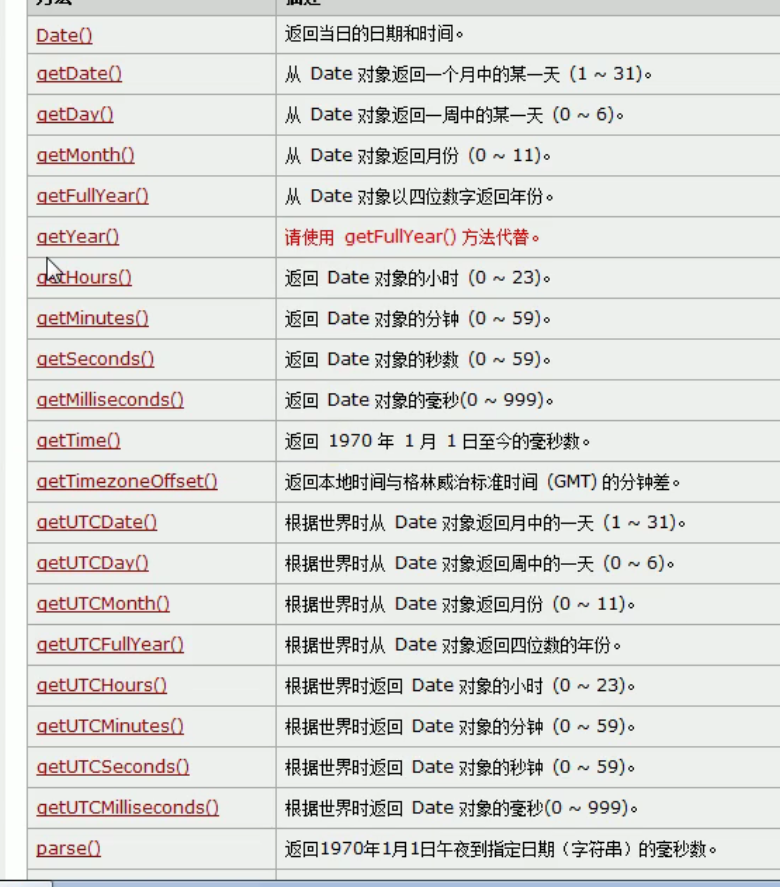 方法 描述
Date() 返回当日的日期和时间。
getDate() 从 Date 对象返回一个月中的某一天 (1 ~ 31)。
getDay() 从 Date 对象返回一周中的某一天 (0 ~ 6)。
getMonth() 从 Date 对象返回月份 (0 ~ 11)。
getFullYear() 从 Date 对象以四位数字返回年份。
getYear() 请使用 getFullYear() 方法代替。
getHours() 返回 Date 对象的小时 (0 ~ 23)。
getMinutes() 返回 Date 对象的分钟 (0 ~ 59)。
getSeconds() 返回 Date 对象的秒数 (0 ~ 59)。
getMilliseconds() 返回 Date 对象的毫秒(0 ~ 999)。
getTime() 返回 1970 年 1 月 1 日至今的毫秒数。
getTimezoneOffset() 返回本地时间与格林威治标准时间 (GMT) 的分钟差。
getUTCDate() 根据世界时从 Date 对象返回月中的一天 (1 ~ 31)。
getUTCDay() 根据世界时从 Date 对象返回周中的一天 (0 ~ 6)。
getUTCMonth() 根据世界时从 Date 对象返回月份 (0 ~ 11)。
getUTCFullYear() 根据世界时从 Date 对象返回四位数的年份。
getUTCHours() 根据世界时返回 Date 对象的小时 (0 ~ 23)。
getUTCMinutes() 根据世界时返回 Date 对象的分钟 (0 ~ 59)。
getUTCSeconds() 根据世界时返回 Date 对象的秒钟 (0 ~ 59)。
getUTCMilliseconds() 根据世界时返回 Date 对象的毫秒(0 ~ 999)。
parse() 返回1970年1月1日午夜到指定日期（字符串）的毫秒数。